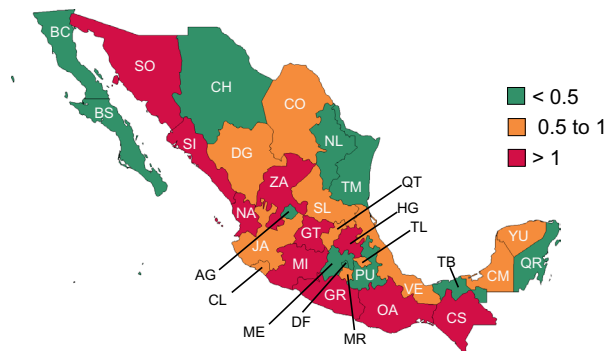 BC
SO
CH
CO
BS
NL
SI
DG
TM
ZA
SL
QT
NA
HG
GT
TL
JA
YU
AG
MI
PU
TB
QR
CM
CL
VE
GR
OA
CS
ME
DF
MR
< 0.5
0.5 to 1
> 1